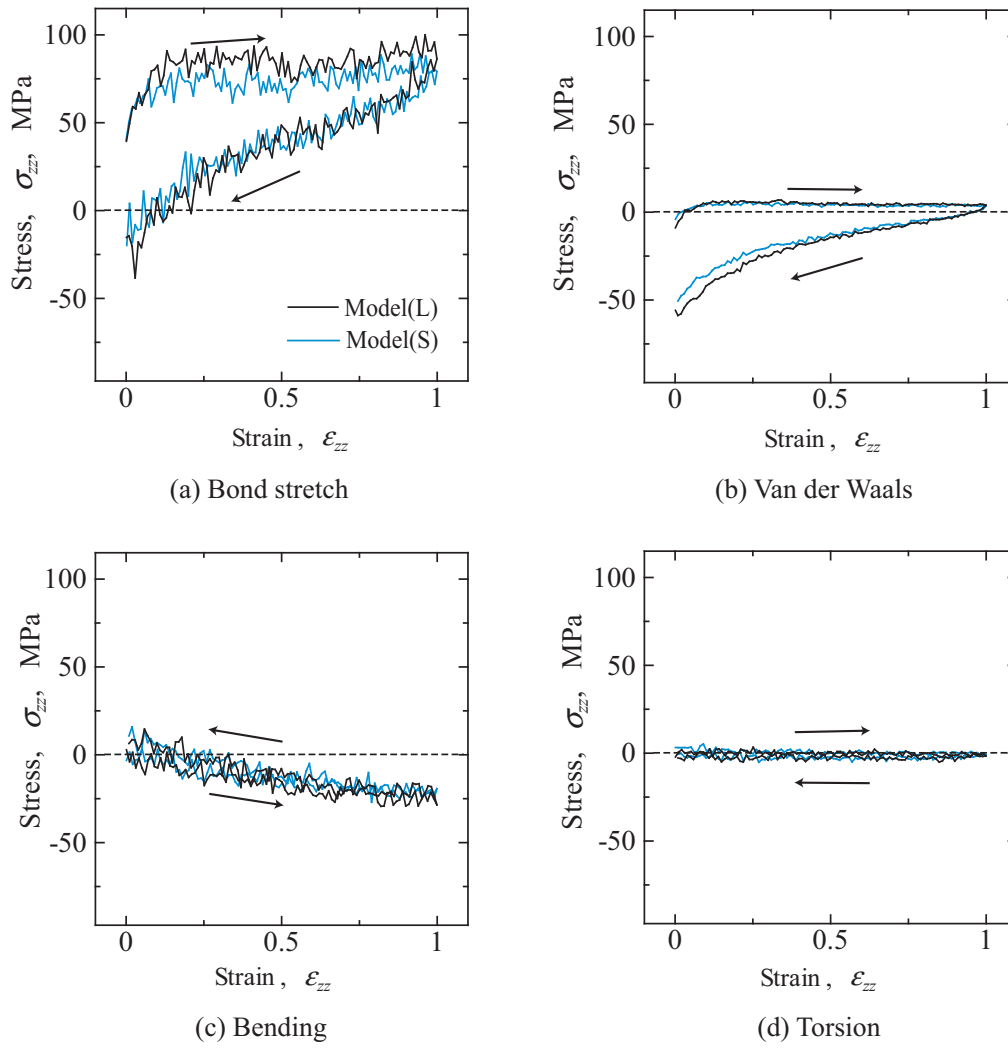 100
50
0
-50
Stress, σzz, MPa
Model(L)
Model(S)
0 0.5 1
Strain , εzz
(a) Bond stretch
100
50
0
-50
Stress, σzz, MPa
0 0.5 1
Strain , εzz
(b) Van der Waals
100
50
0
-50
Stress, σzz, MPa
0 0.5 1
Strain , εzz
(c) Bending
100
50
0
-50
Stress, σzz, MPa
0 0.5 1
Strain , εzz
(d) Torsion